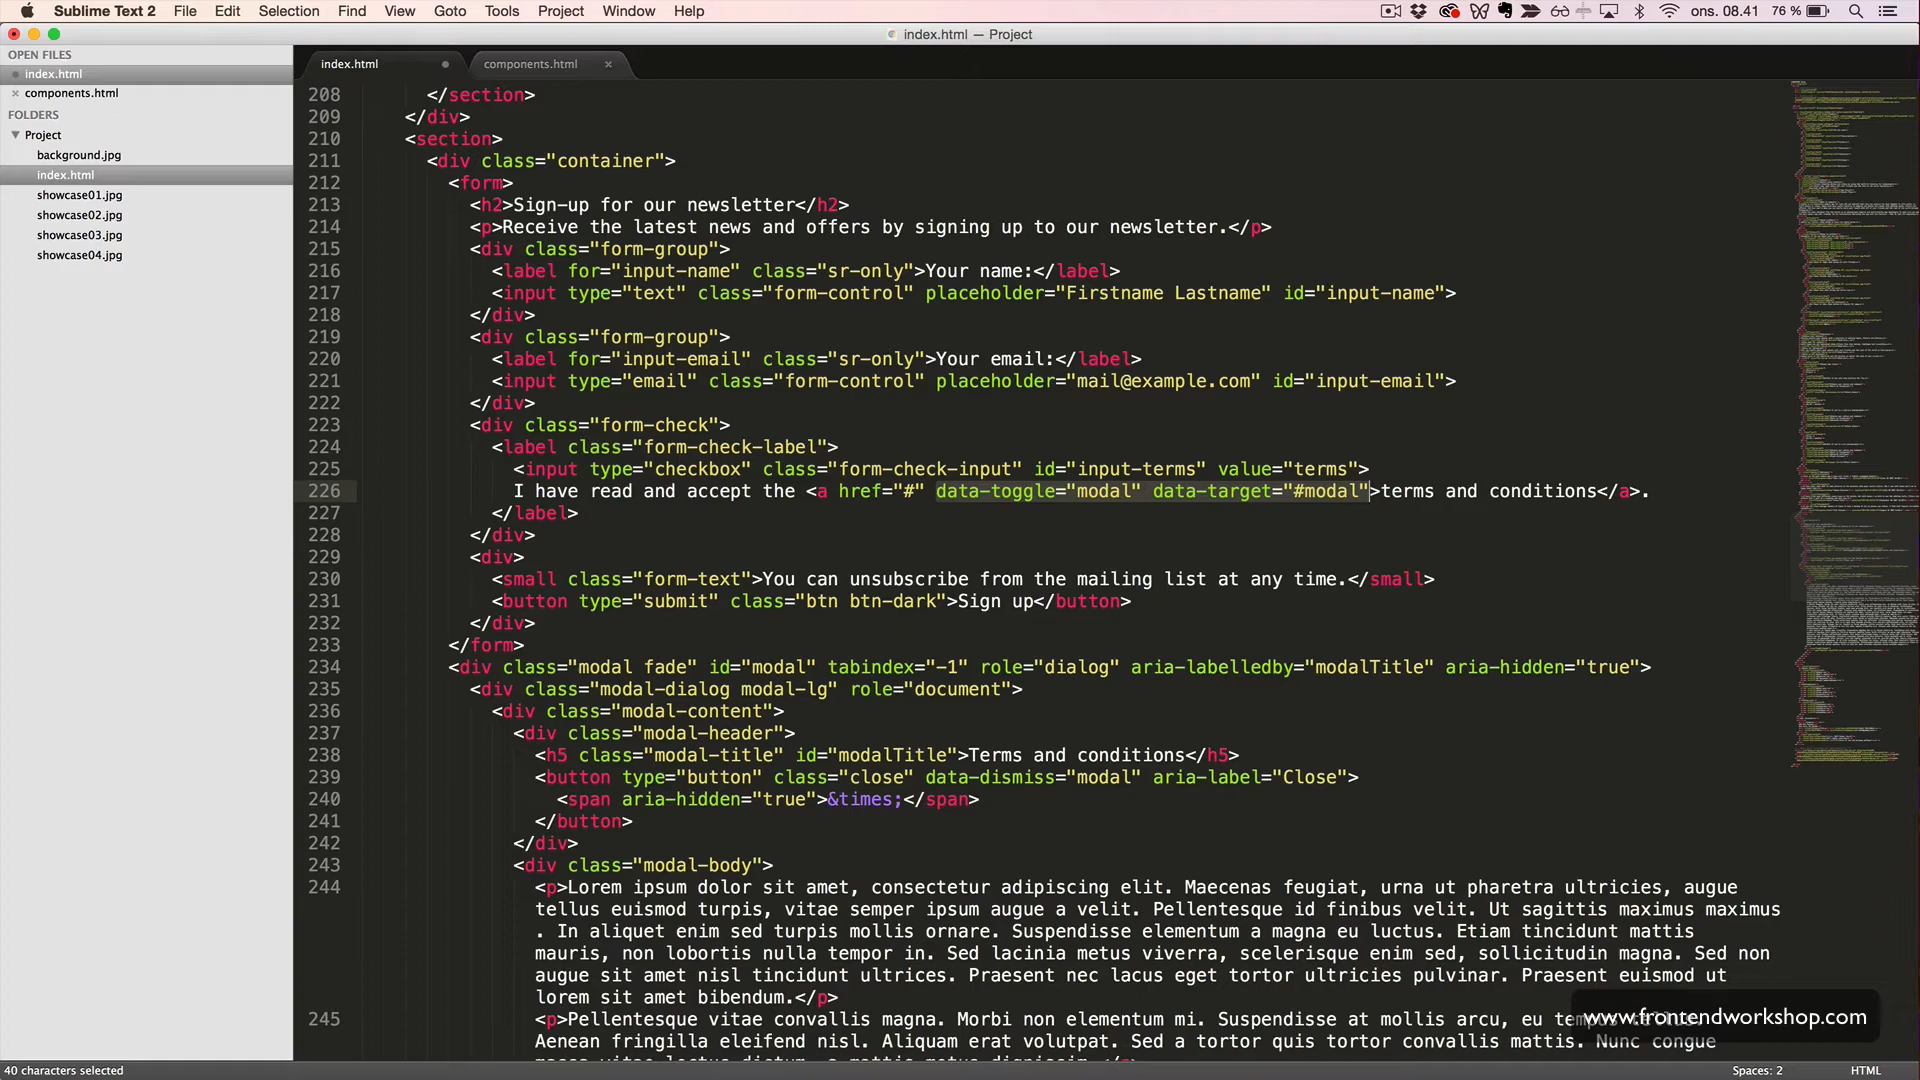 Sublime Text 2 File Edit Selection Find View Goto Tools Project Window Help ons. 08.41 76 %
index.html — Project
OPEN FILES
index.html
components.html
FOLDERS
Project
background.jpg
index.html
showcase01.jpg
showcase02.jpg
showcase03.jpg
showcase04.jpg
index.html components.html
208 </section>
209 </div>
210 <section>
211 <div class="container">
212 <form>
213 <h2>Sign-up for our newsletter</h2>
214 <p>Receive the latest news and offers by signing up to our newsletter.</p>
215 <div class="form-group">
216 <label for="input-name" class="sr-only">Your name:</label>
217 <input type="text" class="form-control" placeholder="Firstname Lastname" id="input-name">
218 </div>
219 <div class="form-group">
220 <label for="input-email" class="sr-only">Your email:</label>
221 <input type="email" class="form-control" placeholder="mail@example.com" id="input-email">
222 </div>
223 <div class="form-check">
224 <label class="form-check-label">
225 <input type="checkbox" class="form-check-input" id="input-terms" value="terms">
226 I have read and accept the <a href="#" data-toggle="modal" data-target="#modal">terms and conditions</a>.
227 </label>
228 </div>
229 <div>
230 <small class="form-text">You can unsubscribe from the mailing list at any time.</small>
231 <button type="submit" class="btn btn-dark">Sign up</button>
232 </div>
233 </form>
234 <div class="modal fade" id="modal" tabindex="-1" role="dialog" aria-labelledby="modalTitle" aria-hidden="true">
235 <div class="modal-dialog modal-lg" role="document">
236 <div class="modal-content">
237 <div class="modal-header">
238 <h5 class="modal-title" id="modalTitle">Terms and conditions</h5>
239 <button type="button" class="close" data-dismiss="modal" aria-label="Close">
240 <span aria-hidden="true">&times;</span>
241 </button>
242 </div>
243 <div class="modal-body">
244 <p>Lorem ipsum dolor sit amet, consectetur adipiscing elit. Maecenas feugiat, urna ut pharetra ultricies, augue
tellus euismod turpis, vitae semper ipsum augue a velit. Pellentesque id finibus velit. Ut sagittis maximus maximus
. In aliquet enim sed turpis mollis ornare. Suspendisse elementum a magna eu luctus. Etiam tincidunt mattis
mauris, non lobortis nulla tempor in. Sed lacinia metus viverra, scelerisque enim sed, sollicitudin magna. Sed non
augue sit amet nisl tincidunt ultrices. Praesent nec lacus eget tortor ultricies pulvinar. Praesent euismod ut
lorem sit amet bibendum.</p>
245 <p>Pellentesque vitae convallis magna. Morbi non elementum mi. Suspendisse at mollis arcu, eu
www.frontendworkshop.com
Aenean fringilla eleifend nisl. Aliquam erat volutpat. Sed a tortor quis tortor convallis mattis. Nunc congue
40 characters selected Spaces: 2 HTML